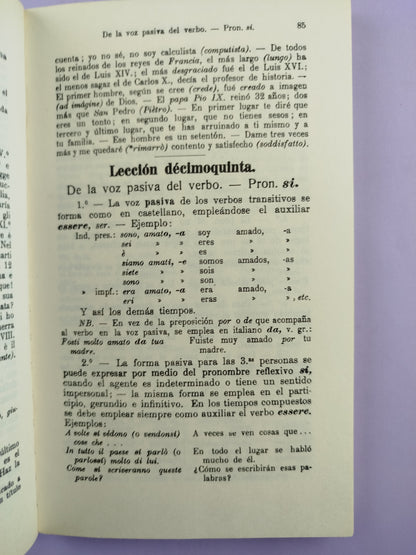 De la voz pasiva del verbo. — Pron. si. 85
cuenta; yo no sé, no soy calculista (computista). — De todos
los reinados de los reyes de Francia, el más largo (lungo) ha
sido el de Luis XIV.; el más desgraciado fué el de Luis XVI.;
el menos sagaz el de Carlos X., decía el profesor de historia. —
El primer hombre, según se cree (crede), fué creado a imagen
(ad imágine) de Dios. — El papa Pío IX. reinó 32 años; dos
más que San Pedro (Piètro). — En primer lugar te diré que
eres un tonto; en segundo lugar, que no tienes sesos; en
tercero y último lugar, que te has arruinado a ti mismo y a
tu familia. — Ese hombre es un setentón. — Dame tres veces
más y me quedaré (*rimarrò) contento y satisfecho (soddisfatto).
Lección décimoquinta.
De la voz pasiva del verbo. — Pron. si.
1.º — La voz pasiva de los verbos transitivos se
forma como en castellano, empleándose el auxiliar
essere, ser. — Ejemplo:
Ind. pres.: sono, amato, -a soy amado, -a
sei » » eres » »
è » » es » »
siamo amati, -e somos amados, -as
siete » » sois » »
sono » » son » »
» impf.: era amato, -a era amado, -a
eri » » eras » », etc.
Y así los demás tiempos.
NB. — En vez de la preposición por o de que acompaña
al verbo en la voz pasiva, se emplea en italiano da, v. gr.:
Fosti molto amato da tua Fuiste muy amado por tu
madre. madre.
2.º — La forma pasiva para las 3.as personas se
puede expresar por medio del pronombre reflexivo si,
cuando el agente es indeterminado o tiene un sentido
impersonal; — la misma forma se emplea en el parti-
cipio, gerundio e infinitivo. En los tiempos compuestos
se debe emplear siempre como auxiliar el verbo essere.
Ejemplos:
A volte si védono (o vendonsi) A veces se ven cosas que...
cose che...
In tutto il paese si parlò (o En todo el lugar se habló
parlossi) molto di lui. mucho de él.
Come si scriveranno queste ¿Cómo se escribirán esas pa-
parole? labras?